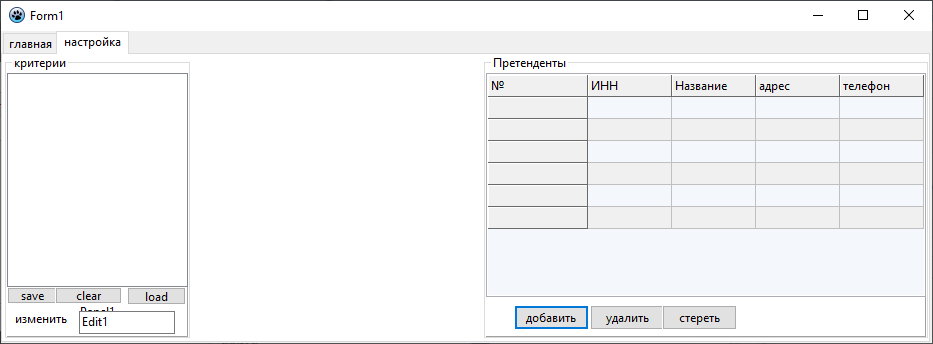 Form1
главная настройка
критерии
save clear load
Panel1
изменить Edit1
Претенденты
№ ИНН Название адрес телефон
добавить удалить стереть